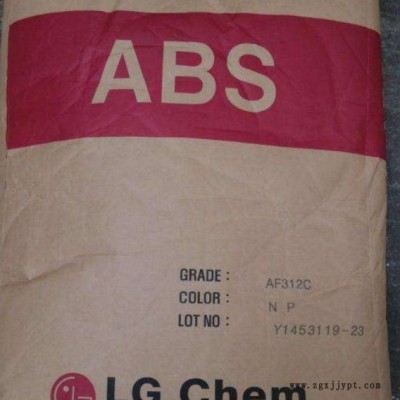 ABS
GRADE : AF312C
COLOR : N P
LOT NO : Y1453119-23
LG Chem
www.zgxjjypt.com